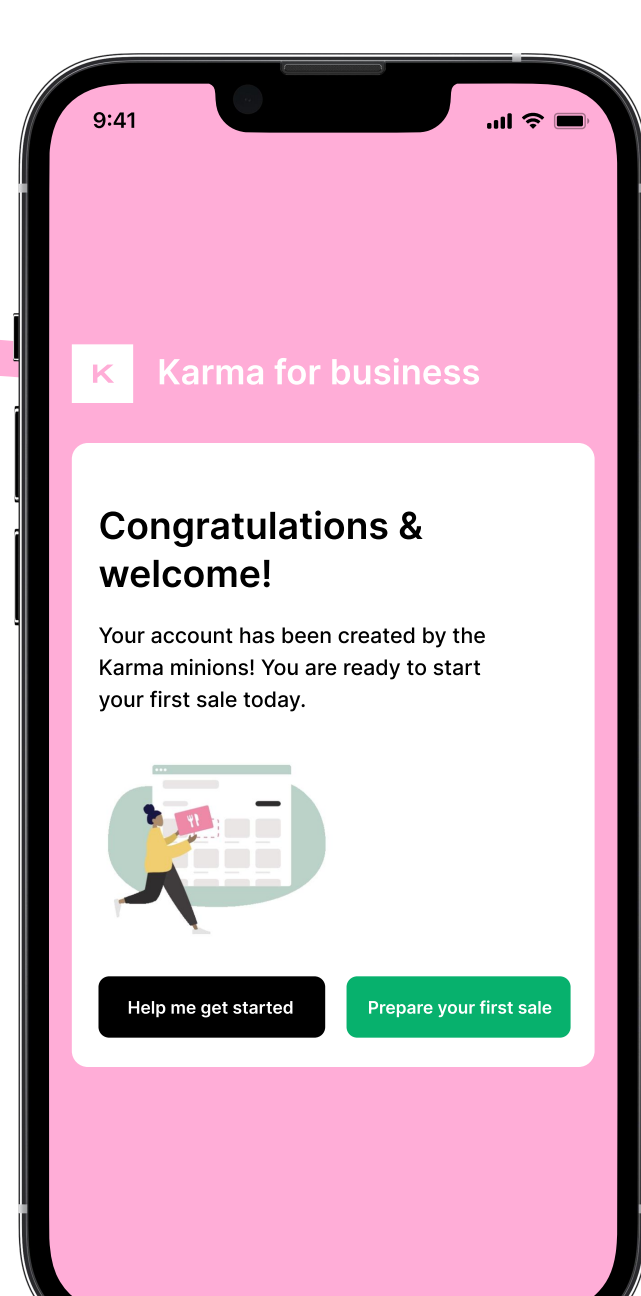 9:41
K
Karma for business
Congratulations &
welcome!
Your account has been created by the
Karma minions! You are ready to start
your first sale today.
Help me get started
Prepare your first sale